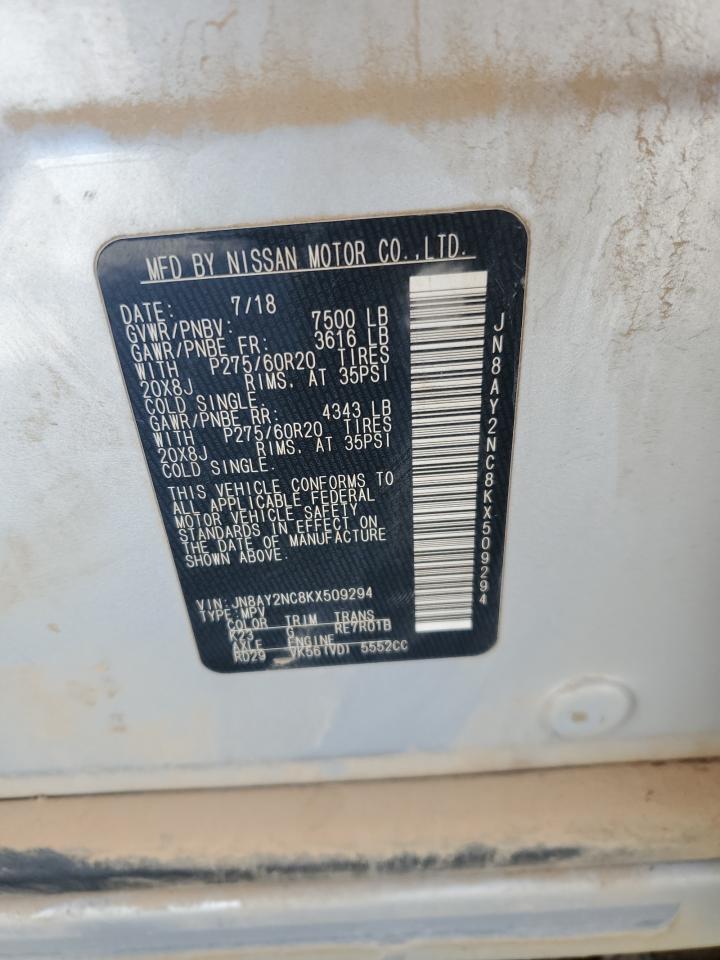 MFD BY NISSAN MOTOR CO.,LTD.
DATE: 7/18
GVWR/PNBV: 7500 LB
GAWR/PNBE FR: 3616 LB
WITH P275/60R20 TIRES
20X8J RIMS. AT 35PSI
COLD SINGLE.
GAWR/PNBE RR: 4343 LB
WITH P275/60R20 TIRES
20X8J RIMS. AT 35PSI
COLD SINGLE.
THIS VEHICLE CONFORMS TO
ALL APPLICABLE FEDERAL
MOTOR VEHICLE SAFETY
STANDARDS IN EFFECT ON
THE DATE OF MANUFACTURE
SHOWN ABOVE.
VIN: JN8AY2NC8KX509294
TYPE: MPV
COLOR TRIM TRANS
K23 G RE7R01B
AXLE ENGINE
RD29 VK56(VD) 5552CC
JN8AY2NC8KX509294